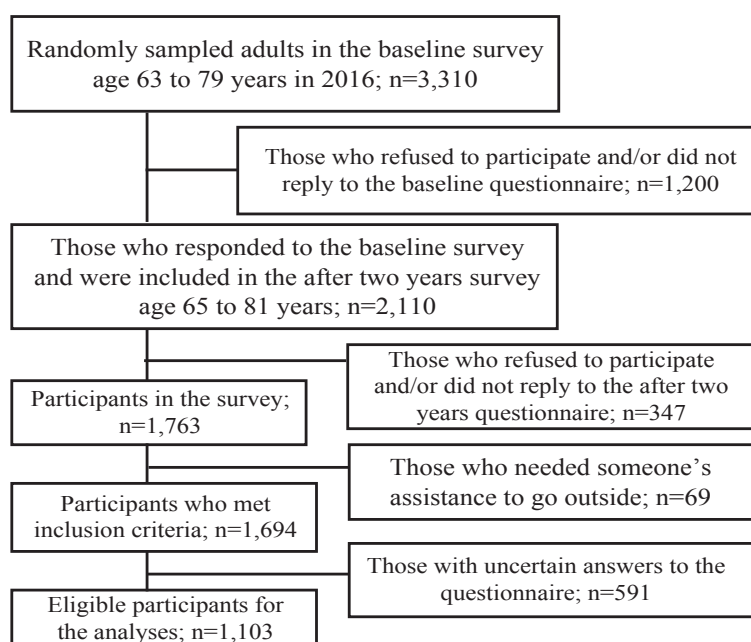 Randomly sampled adults in the baseline survey
age 63 to 79 years in 2016; n=3,310
Those who refused to participate and/or did not
reply to the baseline questionnaire; n=1,200
Those who responded to the baseline survey
and were included in the after two years survey
age 65 to 81 years; n=2,110
Those who refused to participate
and/or did not reply to the after two
years questionnaire; n=347
Participants in the survey;
n=1,763
Those who needed someone’s
assistance to go outside; n=69
Participants who met
inclusion criteria; n=1,694
Those with uncertain answers to the
questionnaire; n=591
Eligible participants for
the analyses; n=1,103